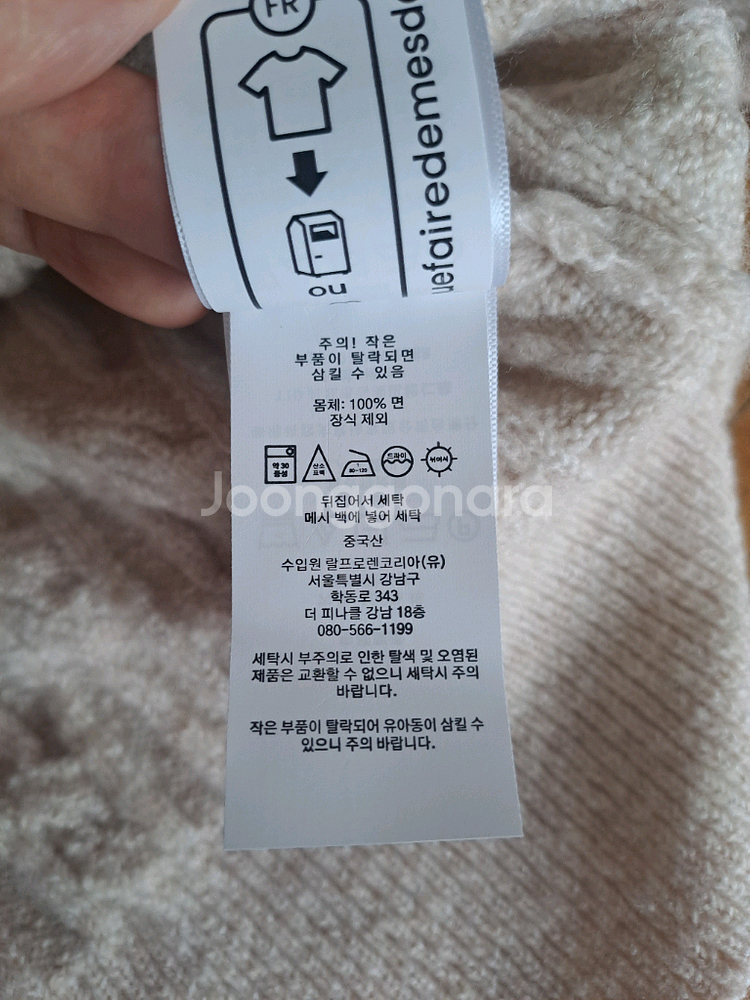 FR
uefairedemesd
ou
주의! 작은
부품이 탈락되면
삼킬 수 있음
몸체: 100% 면
장식 제외
약 30
중성
산소
표백
1
80-120
드라이
뉘어서
뒤집어서 세탁
메시 백에 넣어 세탁
Joonggonara
중국산
수입원 랄프로렌코리아(유)
서울특별시 강남구
학동로 343
더 피나클 강남 18층
080-566-1199
세탁시 부주의로 인한 탈색 및 오염된
제품은 교환할 수 없으니 세탁시 주의
바랍니다.
작은 부품이 탈락되어 유아동이 삼킬 수
있으니 주의 바랍니다.